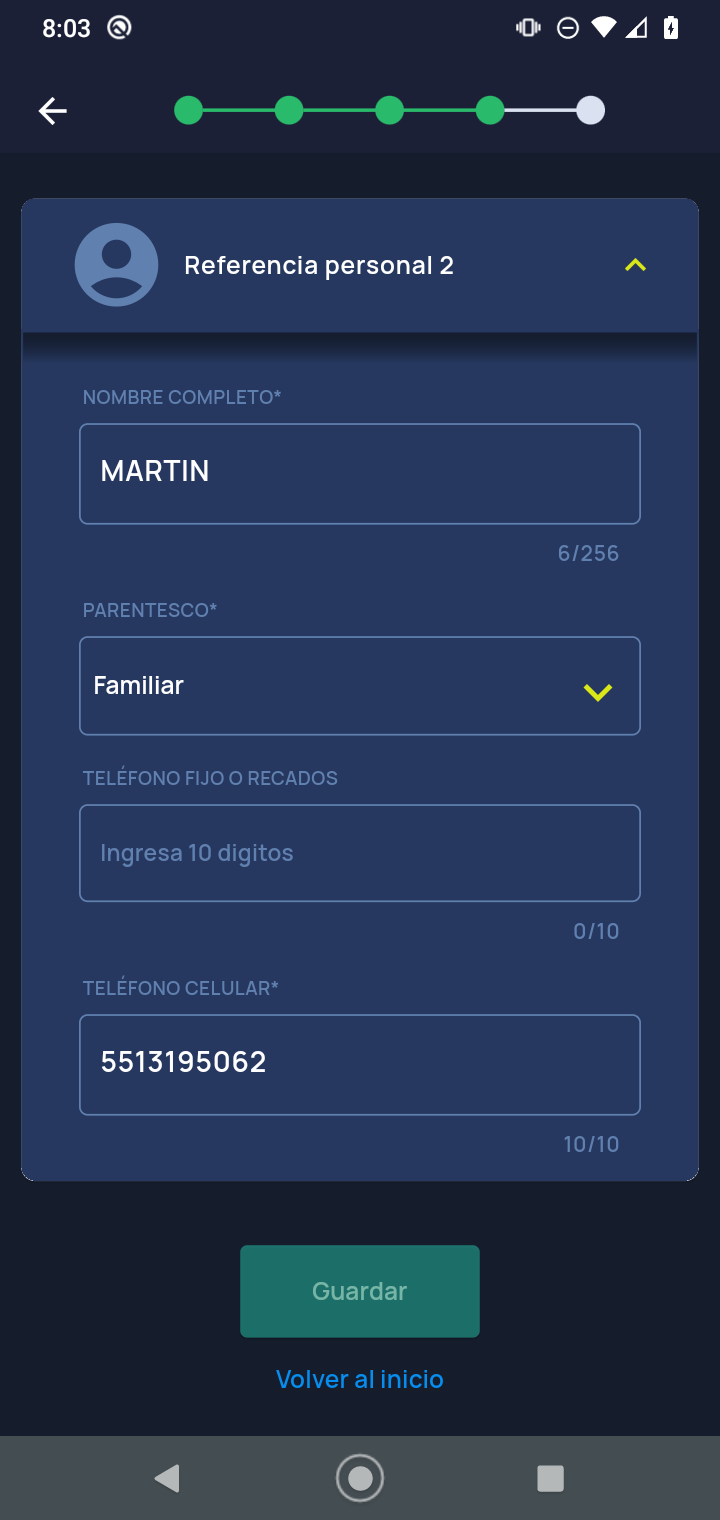 8:03
Referencia personal 2
NOMBRE COMPLETO*
MARTIN
6/256
PARENTESCO*
Familiar
TELÉFONO FIJO O RECADOS
Ingresa 10 digitos
0/10
TELÉFONO CELULAR*
5513195062
10/10
Guardar
Volver al inicio